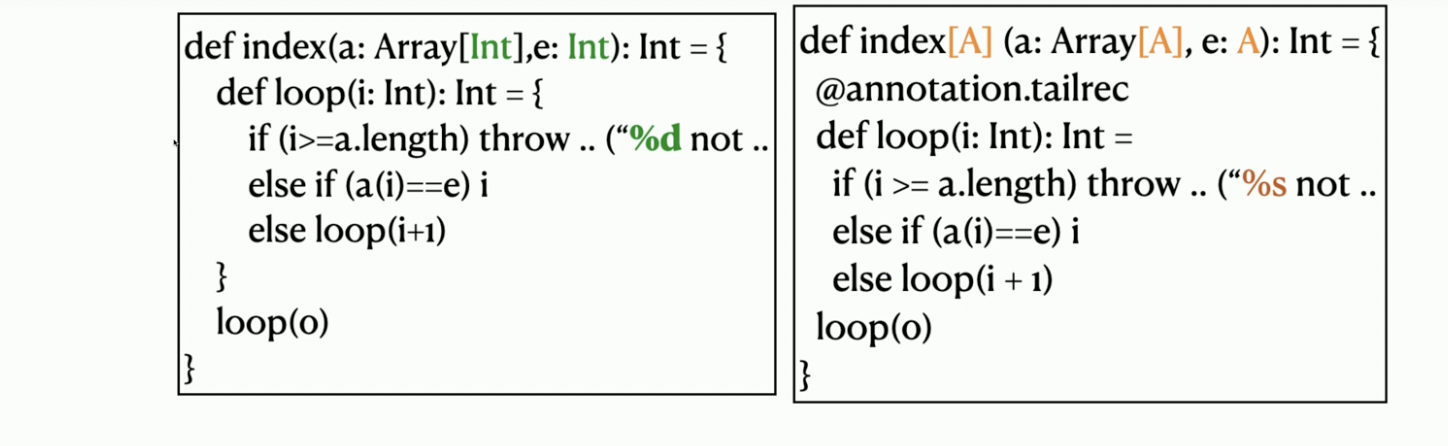 def index(a: Array[Int],e: Int): Int = {
def loop(i: Int): Int = {
if (i>=a.length) throw .. (“%d not ..
else if (a(i)==e) i
else loop(i+1)
}
loop(0)
}
def index[A] (a: Array[A], e: A): Int = {
@annotation.tailrec
def loop(i: Int): Int =
if (i >= a.length) throw .. (“%s not ..
else if (a(i)==e) i
else loop(i + 1)
loop(0)
}